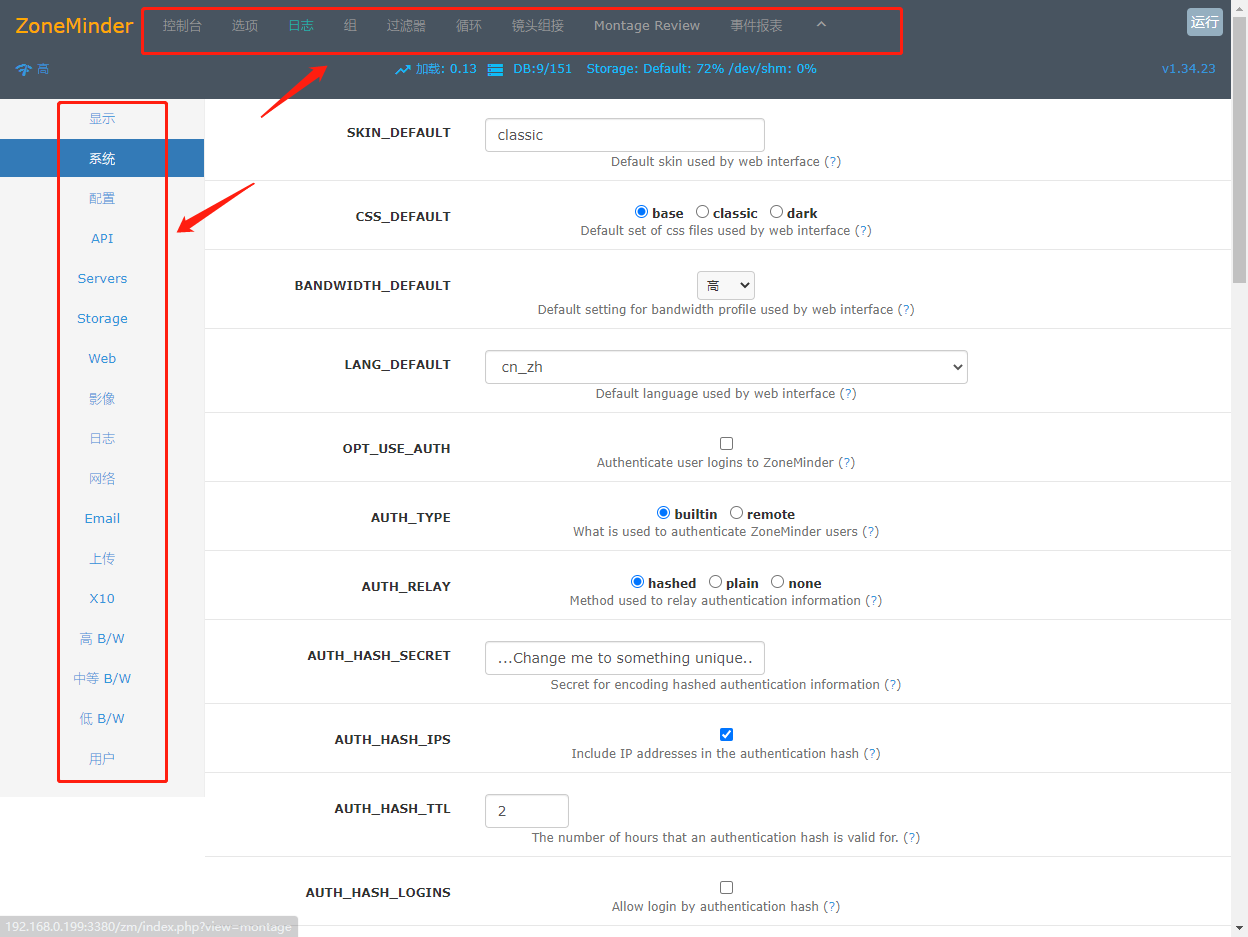 ZoneMinder 控制台 选项 日志 组 过滤器 循环 镜头组接 Montage Review 事件报表 运行
高 加载: 0.13 DB:9/151 Storage: Default: 72% /dev/shm: 0% v1.34.23
显示
系统
配置
API
Servers
Storage
Web
影像
日志
网络
Email
上传
X10
高 B/W
中等 B/W
低 B/W
用户
SKIN_DEFAULT classic
Default skin used by web interface (?)
CSS_DEFAULT base classic dark
Default set of css files used by web interface (?)
BANDWIDTH_DEFAULT 高
Default setting for bandwidth profile used by web interface (?)
LANG_DEFAULT cn_zh
Default language used by web interface (?)
OPT_USE_AUTH
Authenticate user logins to ZoneMinder (?)
AUTH_TYPE builtin remote
What is used to authenticate ZoneMinder users (?)
AUTH_RELAY hashed plain none
Method used to relay authentication information (?)
AUTH_HASH_SECRET ...Change me to something unique..
Secret for encoding hashed authentication information (?)
AUTH_HASH_IPS
Include IP addresses in the authentication hash (?)
AUTH_HASH_TTL 2
The number of hours that an authentication hash is valid for. (?)
AUTH_HASH_LOGINS
Allow login by authentication hash (?)
192.168.0.199:3380/zm/index.php?view=montage